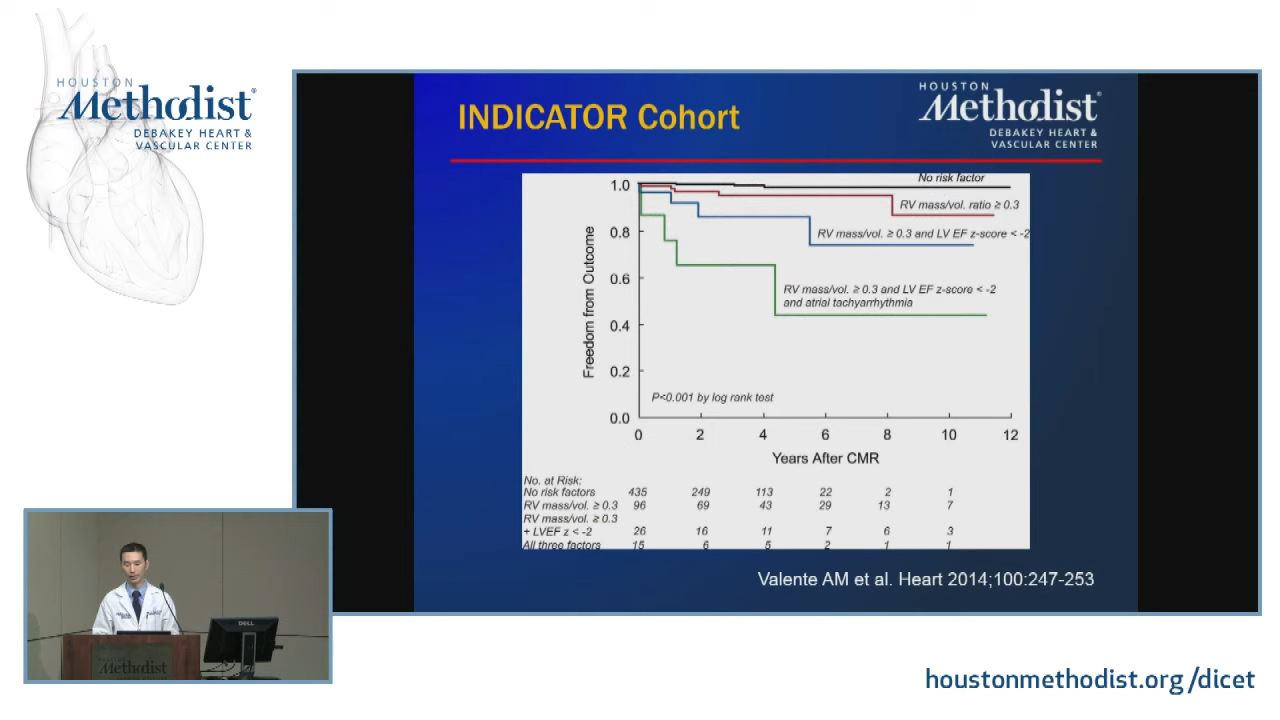 HOUSTON
Methodist®
DEBAKEY HEART &
VASCULAR CENTER
INDICATOR Cohort
HOUSTON
Methodist®
DEBAKEY HEART &
VASCULAR CENTER
1.0
0.8
0.6
0.4
0.2
0.0
Freedom from Outcome
No risk factor
RV mass/vol. ratio ≥ 0.3
RV mass/vol. ≥ 0.3 and LV EF z-score < -2
RV mass/vol. ≥ 0.3 and LV EF z-score < -2
and atrial tachyarrhythmia
P<0.001 by log rank test
0 2 4 6 8 10 12
Years After CMR
No. at Risk:
No risk factors 435 249 113 22 2 1
RV mass/vol. ≥ 0.3 96 69 43 29 13 7
RV mass/vol. ≥ 0.3
+ LVEF z < -2 26 16 11 7 6 3
All three factors 15 6 5 2 1 1
Valente AM et al. Heart 2014;100:247-253
DELL
Methodist
houstonmethodist.org/dicet